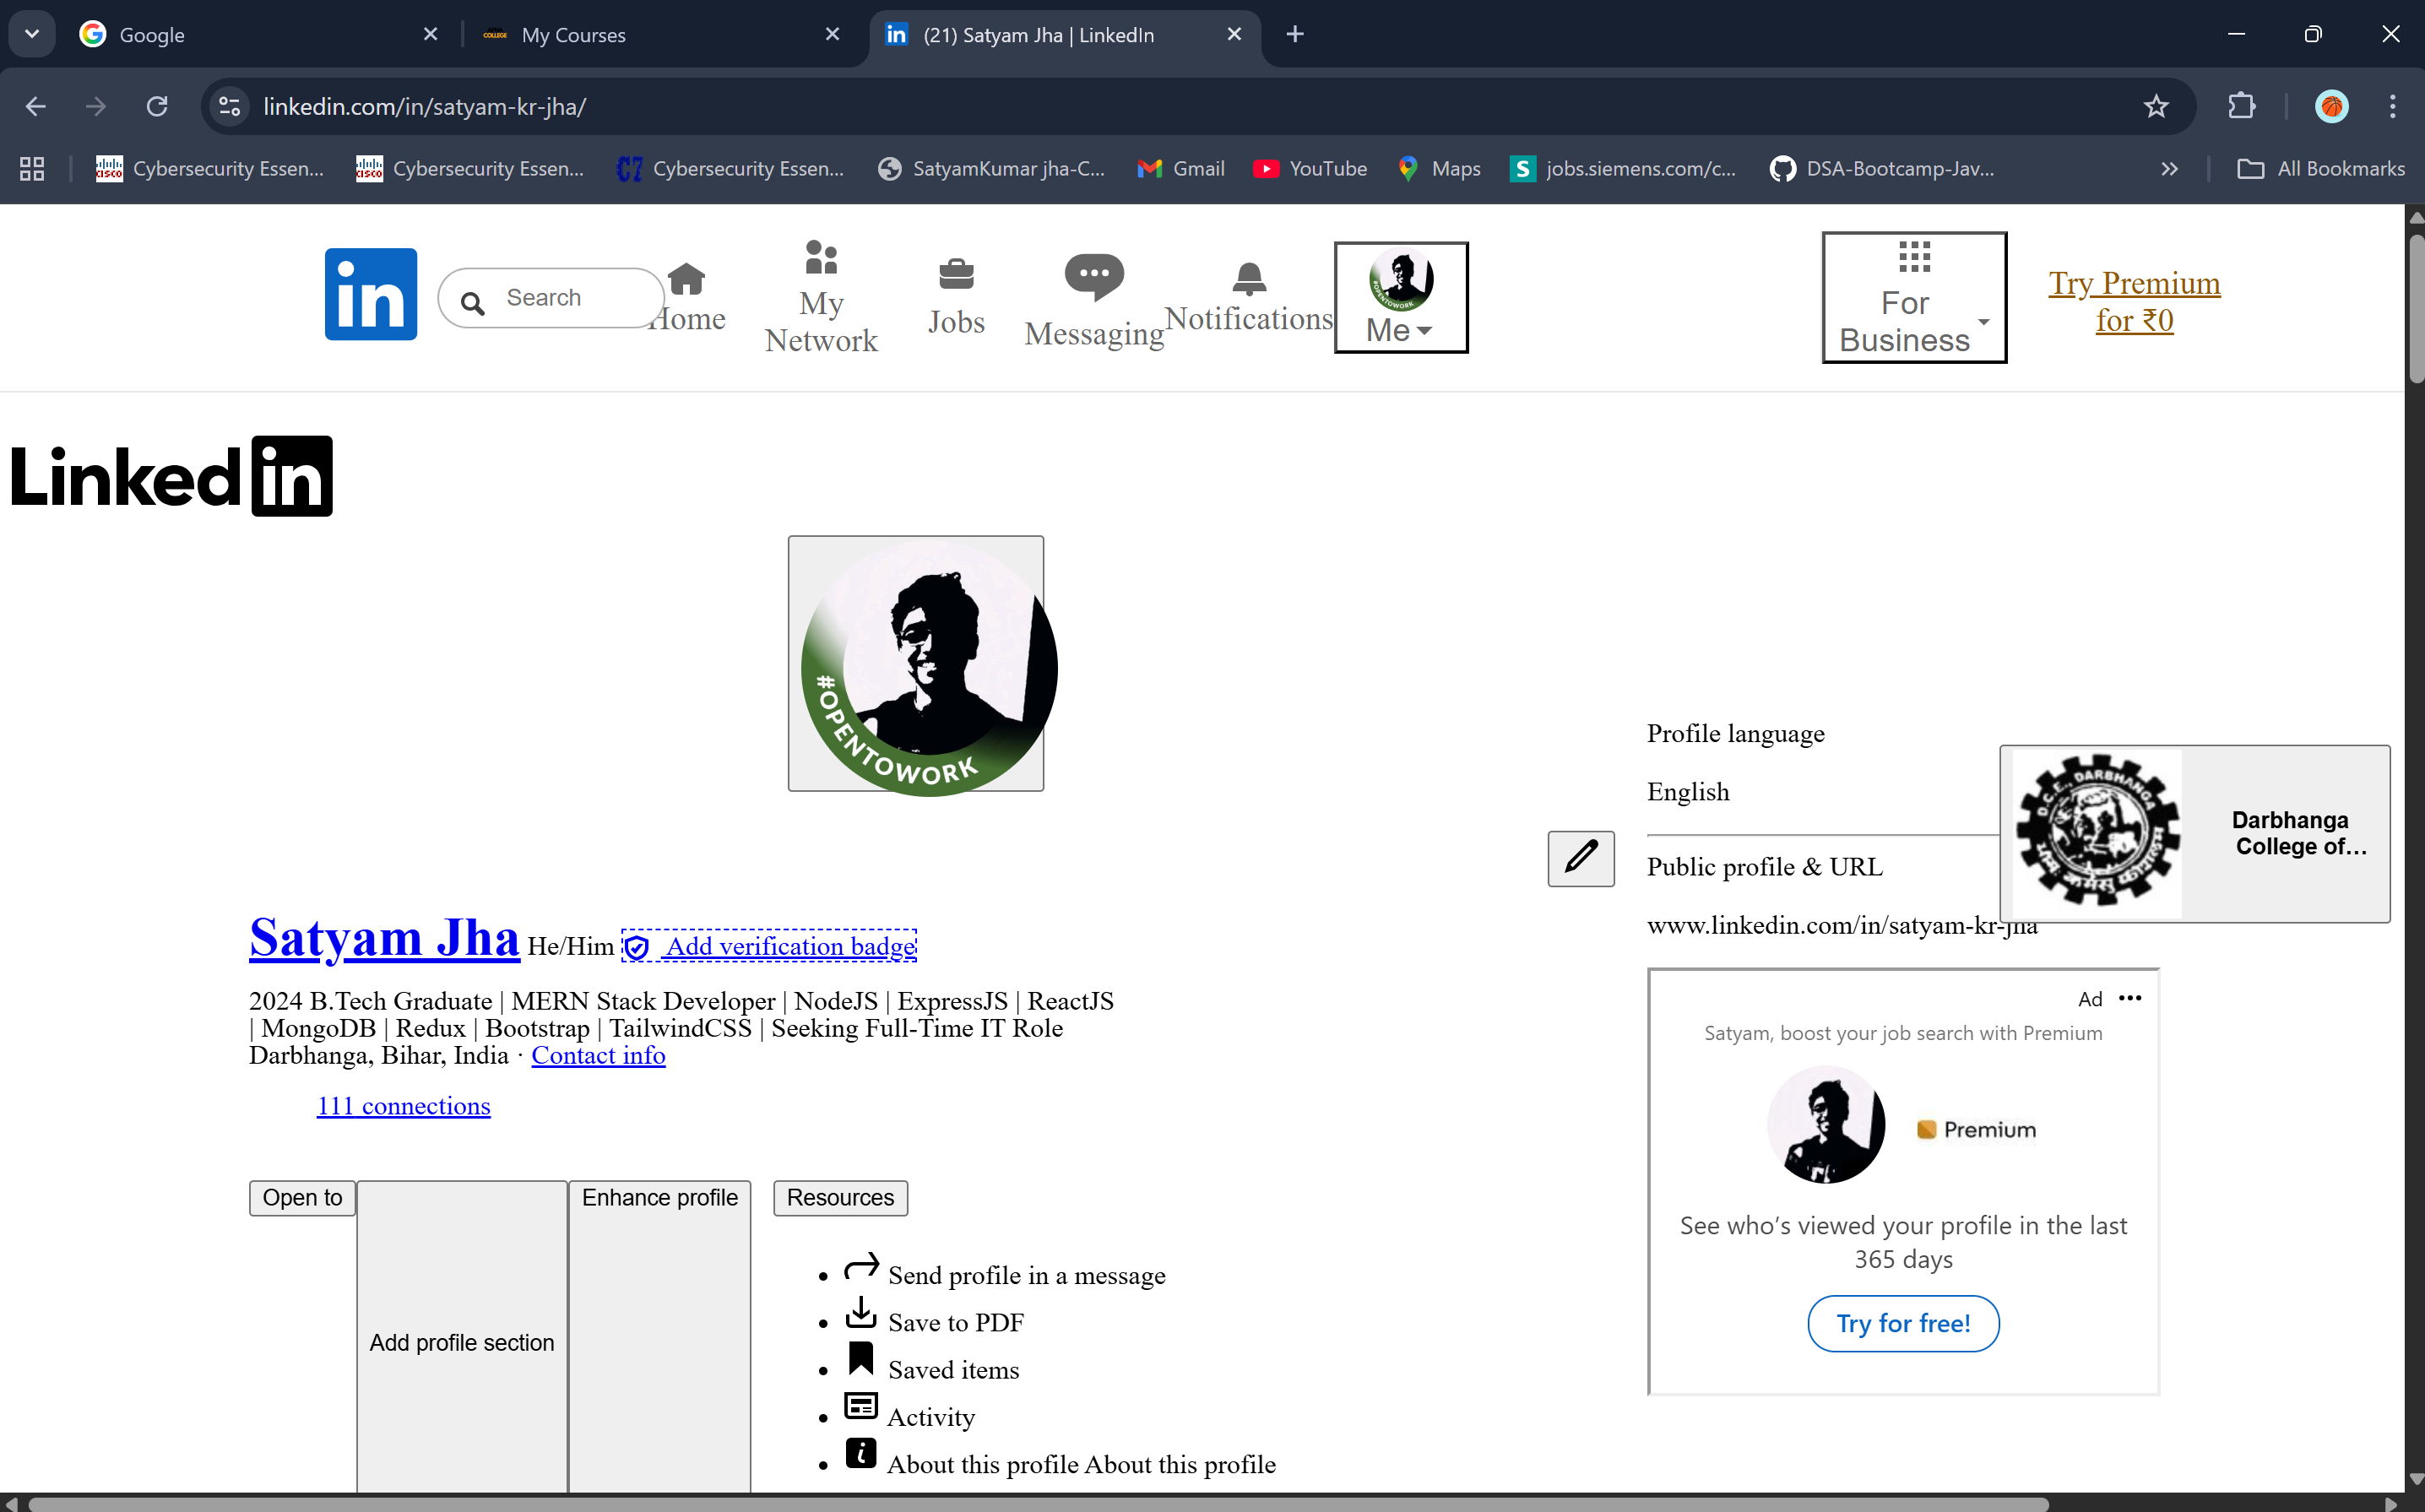 Google
My Courses
(21) Satyam Jha | LinkedIn
linkedin.com/in/satyam-kr-jha/
Cybersecurity Essen...
Cybersecurity Essen...
Cybersecurity Essen...
SatyamKumar jha-C...
Gmail
YouTube
Maps
jobs.siemens.com/c...
DSA-Bootcamp-Jav...
All Bookmarks
in
Search
Home
My
Network
Jobs
Messaging
Notifications
Me
For
Business
Try Premium
for ₹0
LinkedIn
#OPENTOWORK
Profile language
English
Darbhanga
College of...
Public profile & URL
www.linkedin.com/in/satyam-kr-jha
Satyam Jha He/Him Add verification badge
2024 B.Tech Graduate | MERN Stack Developer | NodeJS | ExpressJS | ReactJS
| MongoDB | Redux | Bootstrap | TailwindCSS | Seeking Full-Time IT Role
Darbhanga, Bihar, India · Contact info
111 connections
Ad
Satyam, boost your job search with Premium
Premium
See who's viewed your profile in the last
365 days
Try for free!
Open to
Add profile section
Enhance profile
Resources
• Send profile in a message
• Save to PDF
• Saved items
• Activity
• About this profile About this profile